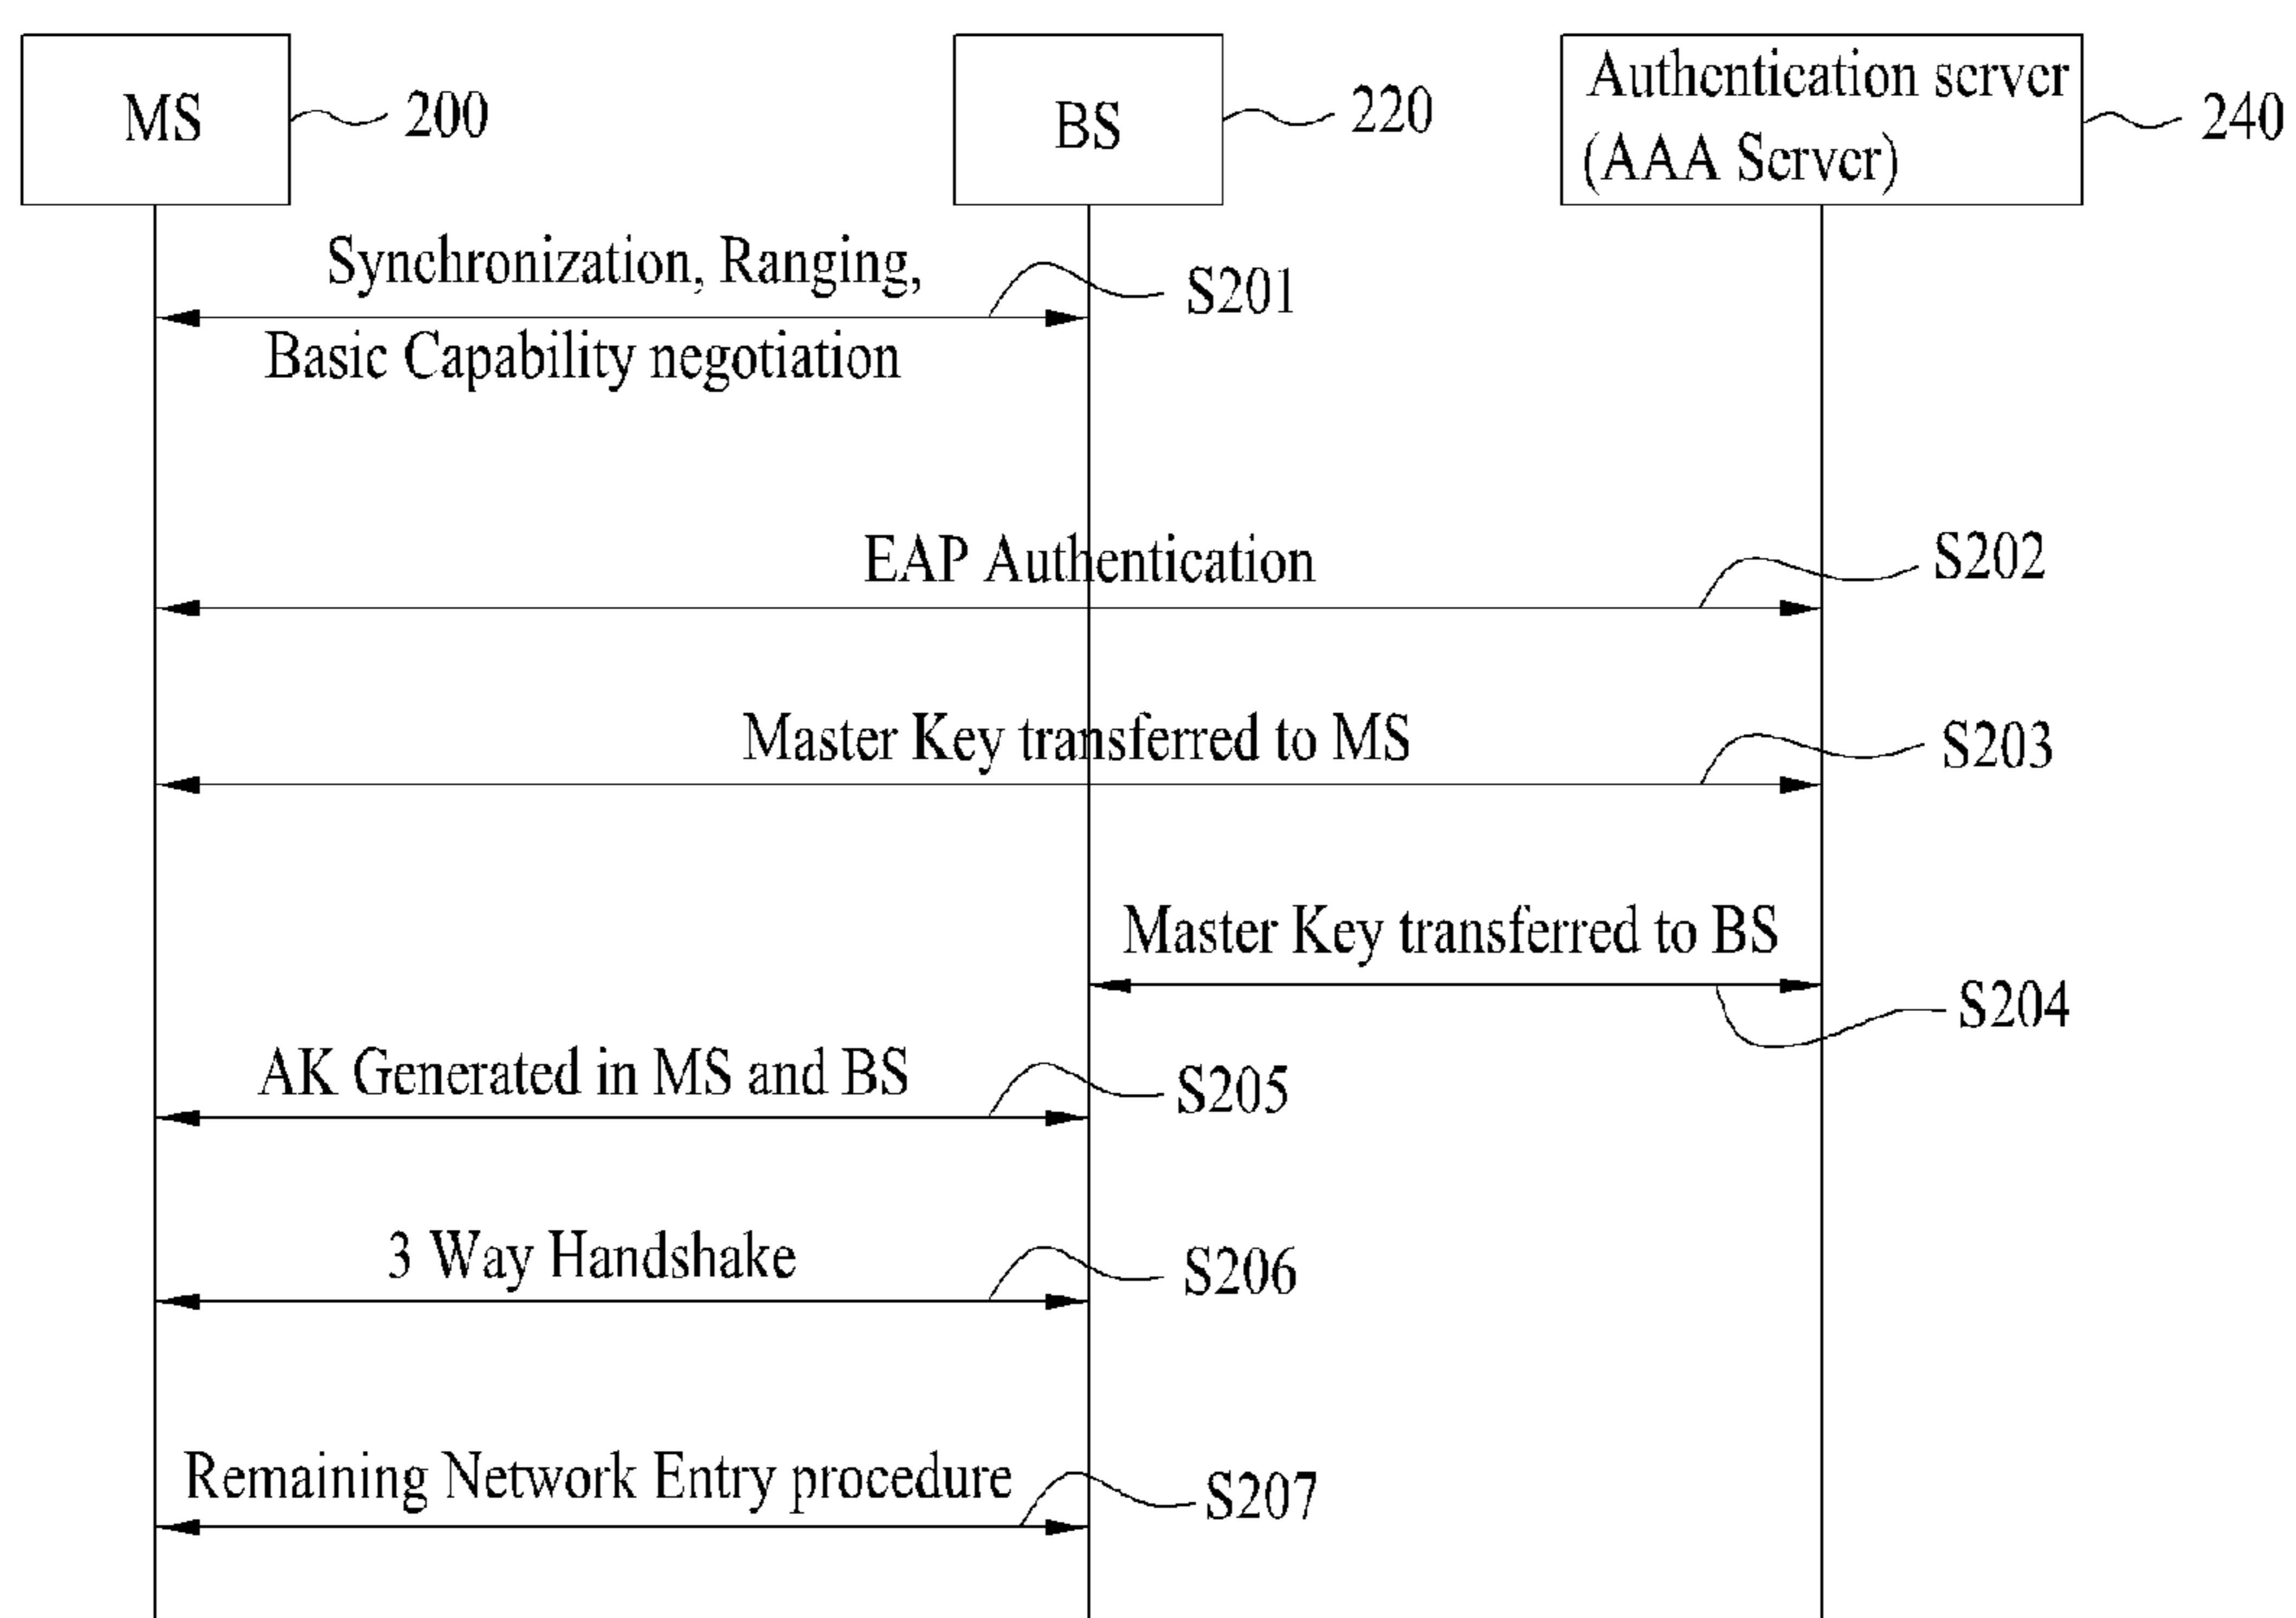 MS
200
BS
220
Authentication server
(AAA Server)
240
Synchronization, Ranging,
S201
Basic Capability negotiation
EAP Authentication
S202
Master Key transferred to MS
S203
Master Key transferred to BS
S204
AK Generated in MS and BS
S205
3 Way Handshake
S206
Remaining Network Entry procedure
S207